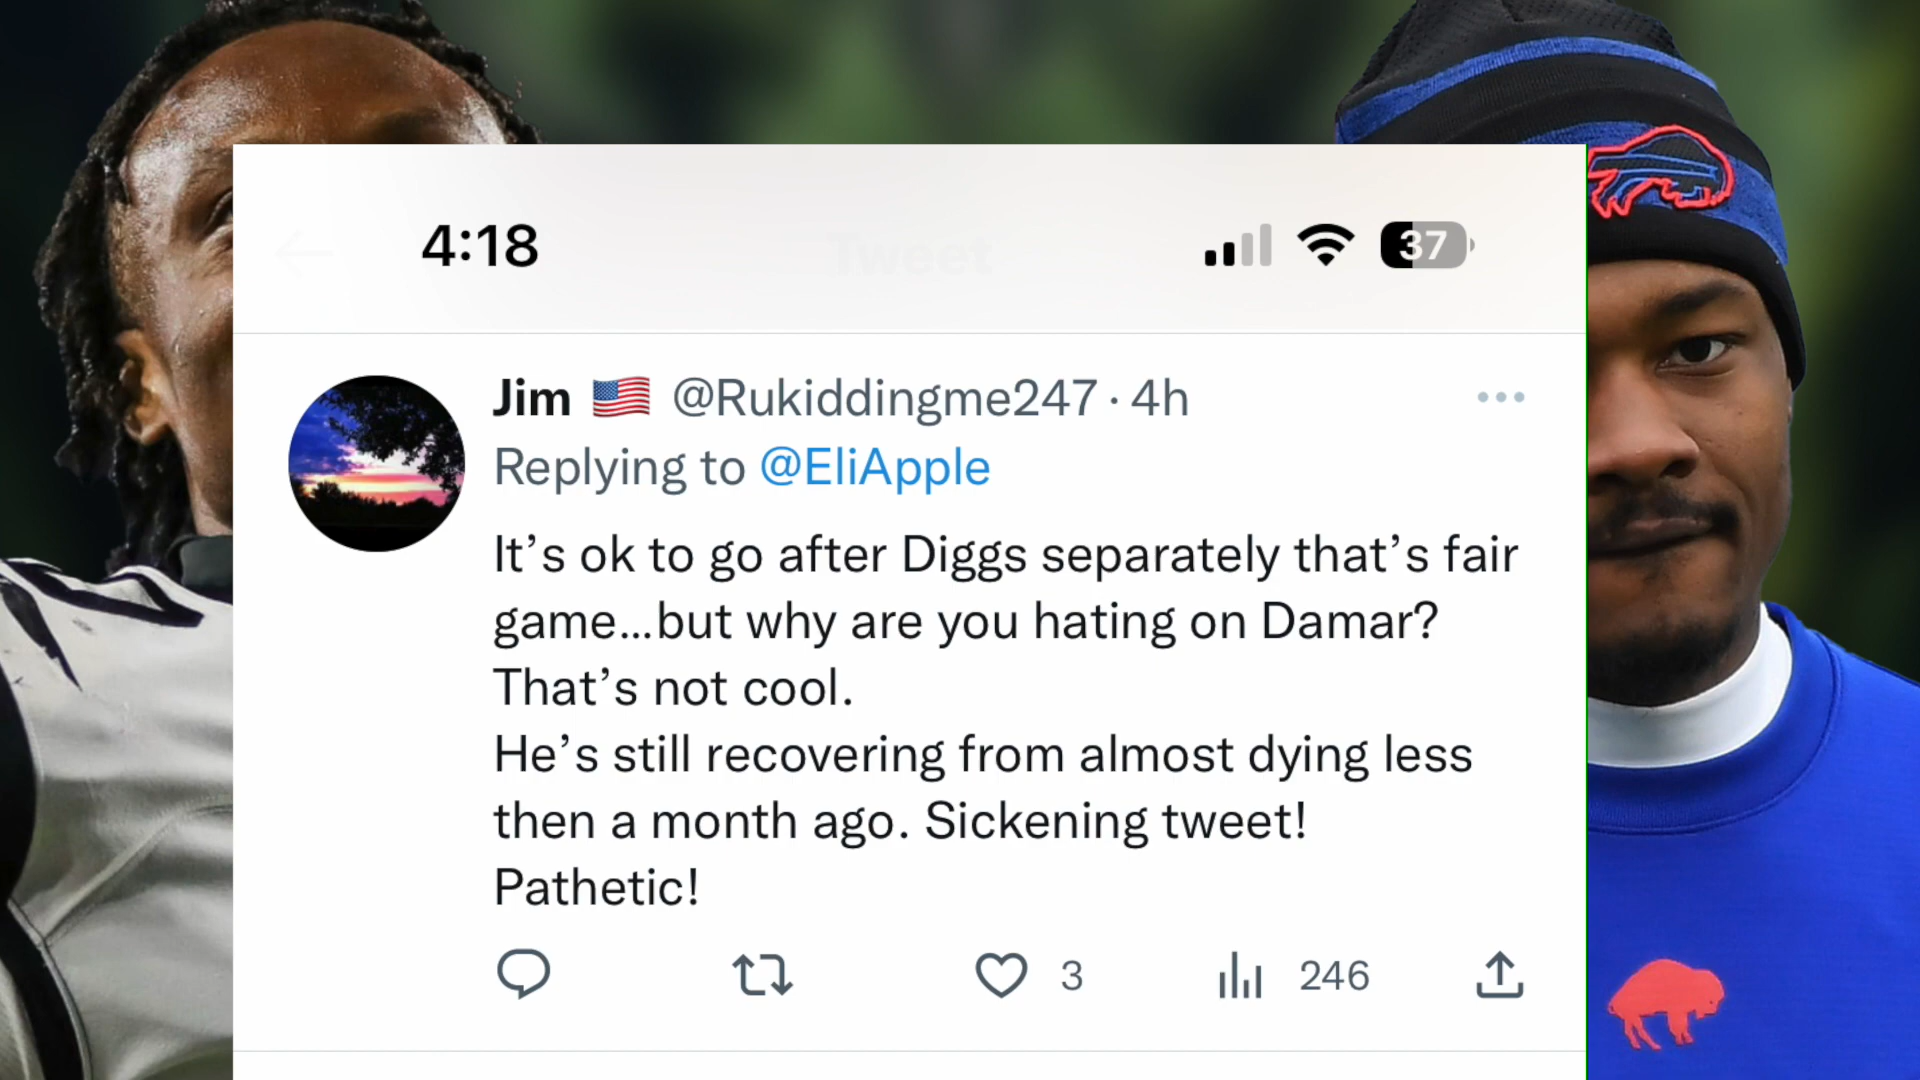 4:18
Tweet
37
Jim 🇺🇸 @Rukiddingme247 · 4h
Replying to @EliApple
It’s ok to go after Diggs separately that’s fair
game...but why are you hating on Damar?
That’s not cool.
He’s still recovering from almost dying less
then a month ago. Sickening tweet!
Pathetic!
3
246